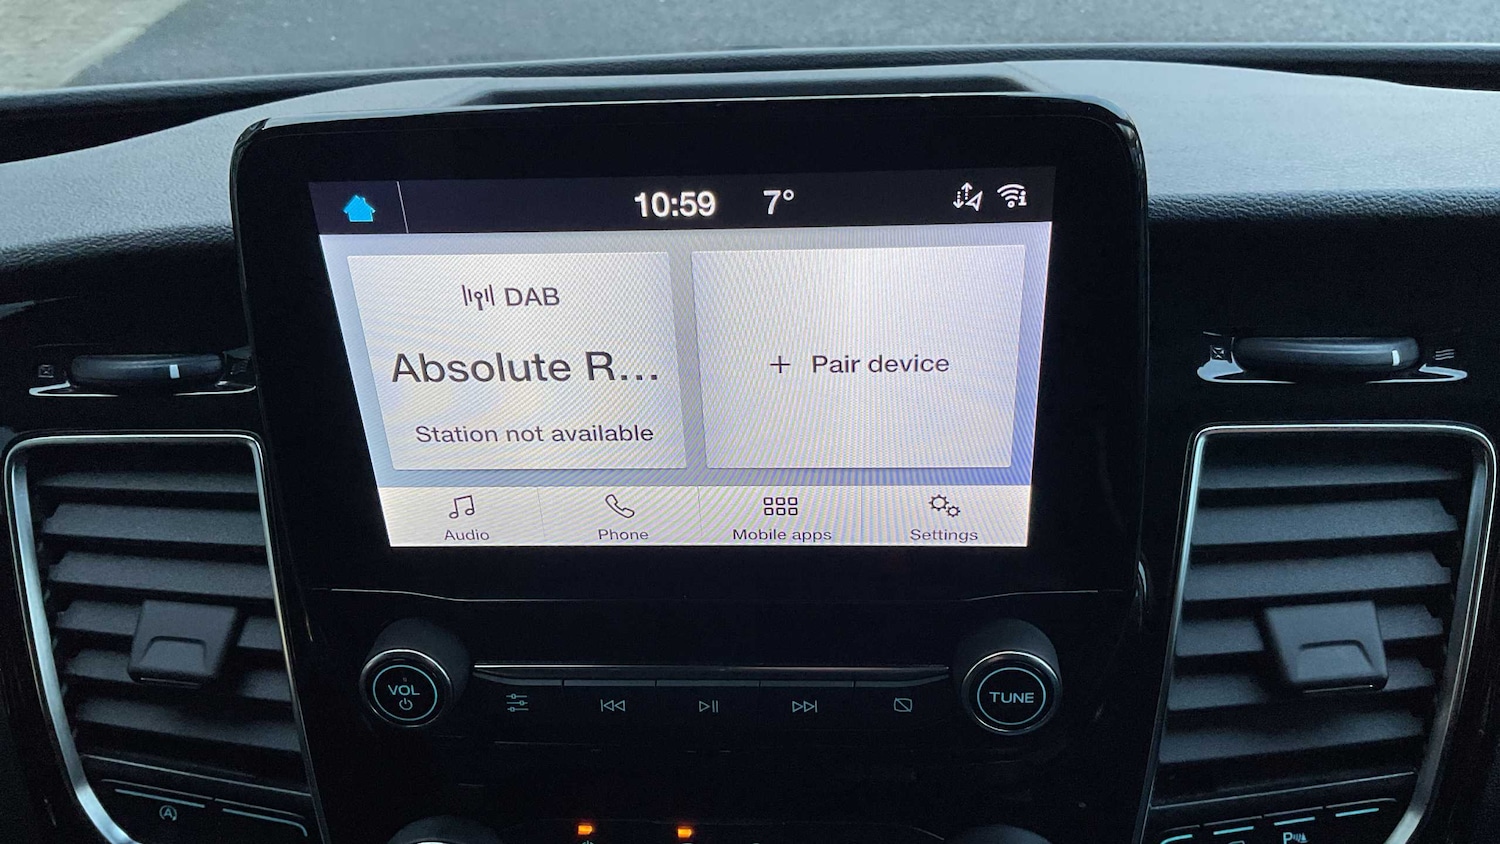 10:59 7°
DAB
Absolute R...
Station not available
+ Pair device
Audio
Phone
Mobile apps
Settings
VOL
TUNE
A
P